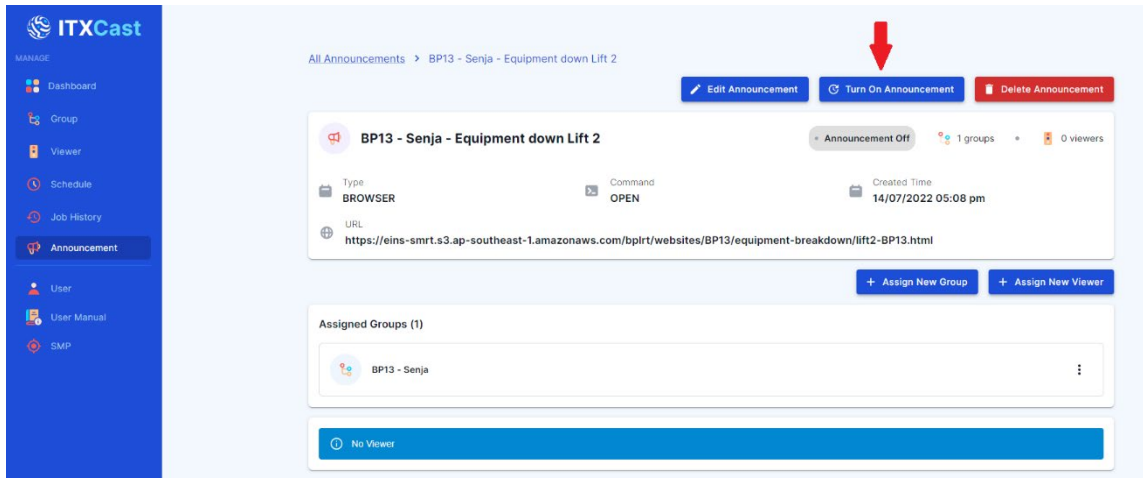 ITXCast
MANAGE
Dashboard
Group
Viewer
Schedule
Job History
Announcement
User
User Manual
SMP
All Announcements > BP13 - Senja - Equipment down Lift 2
Edit Announcement
Turn On Announcement
Delete Announcement
BP13 - Senja - Equipment down Lift 2
Announcement Off
1 groups
0 viewers
Type
BROWSER
Command
OPEN
Created Time
14/07/2022 05:08 pm
URL
https://eins-smrt.s3.ap-southeast-1.amazonaws.com/bplrt/websites/BP13/equipment-breakdown/lift2-BP13.html
+ Assign New Group
+ Assign New Viewer
Assigned Groups (1)
BP13 - Senja
No Viewer